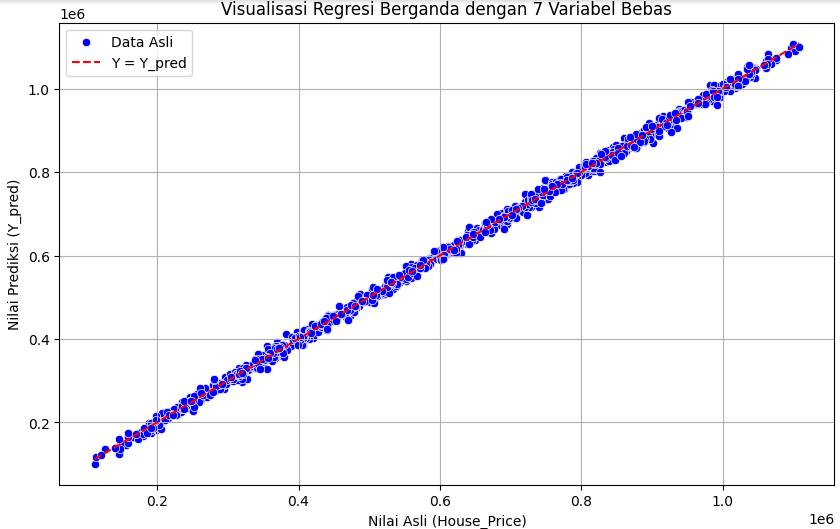 Visualisasi Regresi Berganda dengan 7 Variabel Bebas
1e6
Data Asli
Y = Y_pred
1.0
0.8
0.6
0.4
0.2
Nilai Prediksi (Y_pred)
0.2 0.4 0.6 0.8 1.0
1e6
Nilai Asli (House_Price)